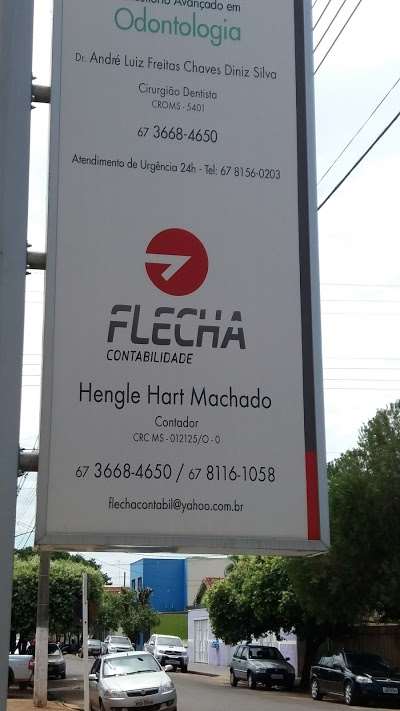 Avançado em
Odontologia
Dr. André Luiz Freitas Chaves Diniz Silva
Cirurgião Dentista
CROMS - 5401
67 3668-4650
Atendimento de Urgência 24h - Tel: 67 8156-0203
FLECHA
CONTABILIDADE
Hengle Hart Machado
Contador
CRC MS - 012125/O - 0
67 3668-4650 / 67 8116-1058
flechacontabil@yahoo.com.br